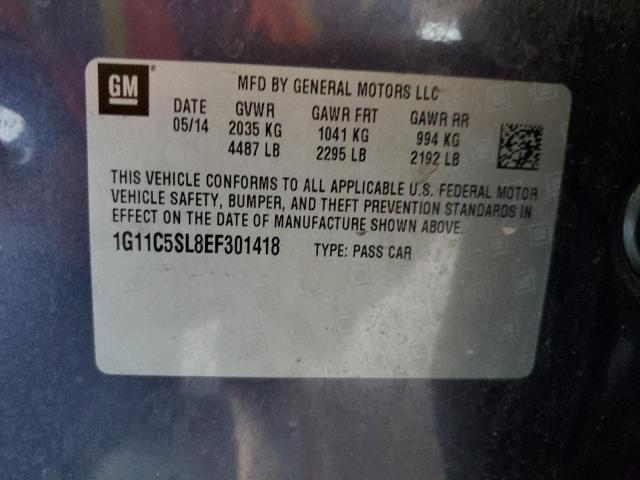 GM
MFD BY GENERAL MOTORS LLC
DATE GVWR GAWR FRT GAWR RR
05/14 2035 KG 1041 KG 994 KG
4487 LB 2295 LB 2192 LB
THIS VEHICLE CONFORMS TO ALL APPLICABLE U.S. FEDERAL MOTOR
VEHICLE SAFETY, BUMPER, AND THEFT PREVENTION STANDARDS IN
EFFECT ON THE DATE OF MANUFACTURE SHOWN ABOVE.
1G11C5SL8EF301418 TYPE: PASS CAR